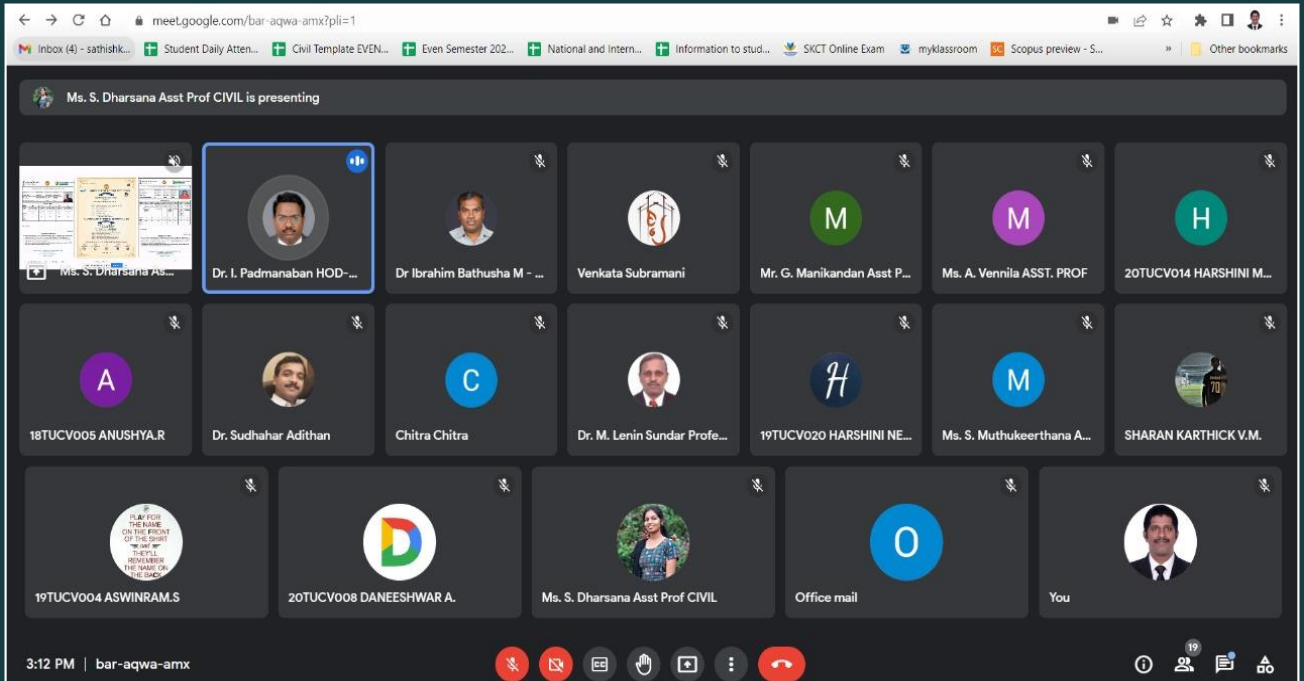 meet.google.com/bar-aqwa-amx?pli=1
Inbox (4) - sathishk... Student Daily Atten... Civil Template EVEN... Even Semester 202... National and Intern... Information to stud... SKCT Online Exam myklassroom SC Scopus preview - S... » Other bookmarks
Ms. S. Dharsana Asst Prof CIVIL is presenting
Ms. S. Dharsana As... Dr. I. Padmanaban HOD-... Dr Ibrahim Bathusha M - ... Venkata Subramani
M
Mr. G. Manikandan Asst P...
M
Ms. A. Vennila ASST. PROF
H
20TUCV014 HARSHINI M...
A
18TUCV005 ANUSHYA.R
Dr. Sudhahar Adithan
C
Chitra Chitra
Dr. M. Lenin Sundar Profe...
H
19TUCV020 HARSHINI NE...
M
Ms. S. Muthukeerthana A...
70
SHARAN KARTHICK V.M.
PLAY FOR
THE NAME
ON THE FRONT
OF THE SHIRT
and
THEY'LL
REMEMBER
THE NAME ON
THE BACK
19TUCV004 ASWINRAM.S
D
20TUCV008 DANEESHWAR A.
Ms. S. Dharsana Asst Prof CIVIL
O
Office mail
You
3:12 PM | bar-aqwa-amx
CC
19